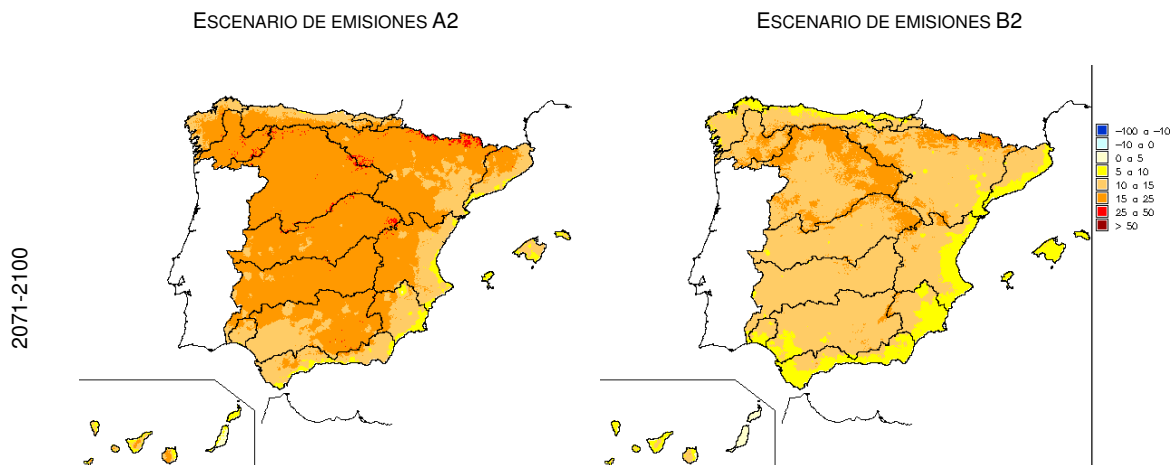 ESCENARIO DE EMISIONES A2
ESCENARIO DE EMISIONES B2
2071-2100
-100 a -10
-10 a 0
0 a 5
5 a 10
10 a 15
15 a 25
25 a 50
> 50